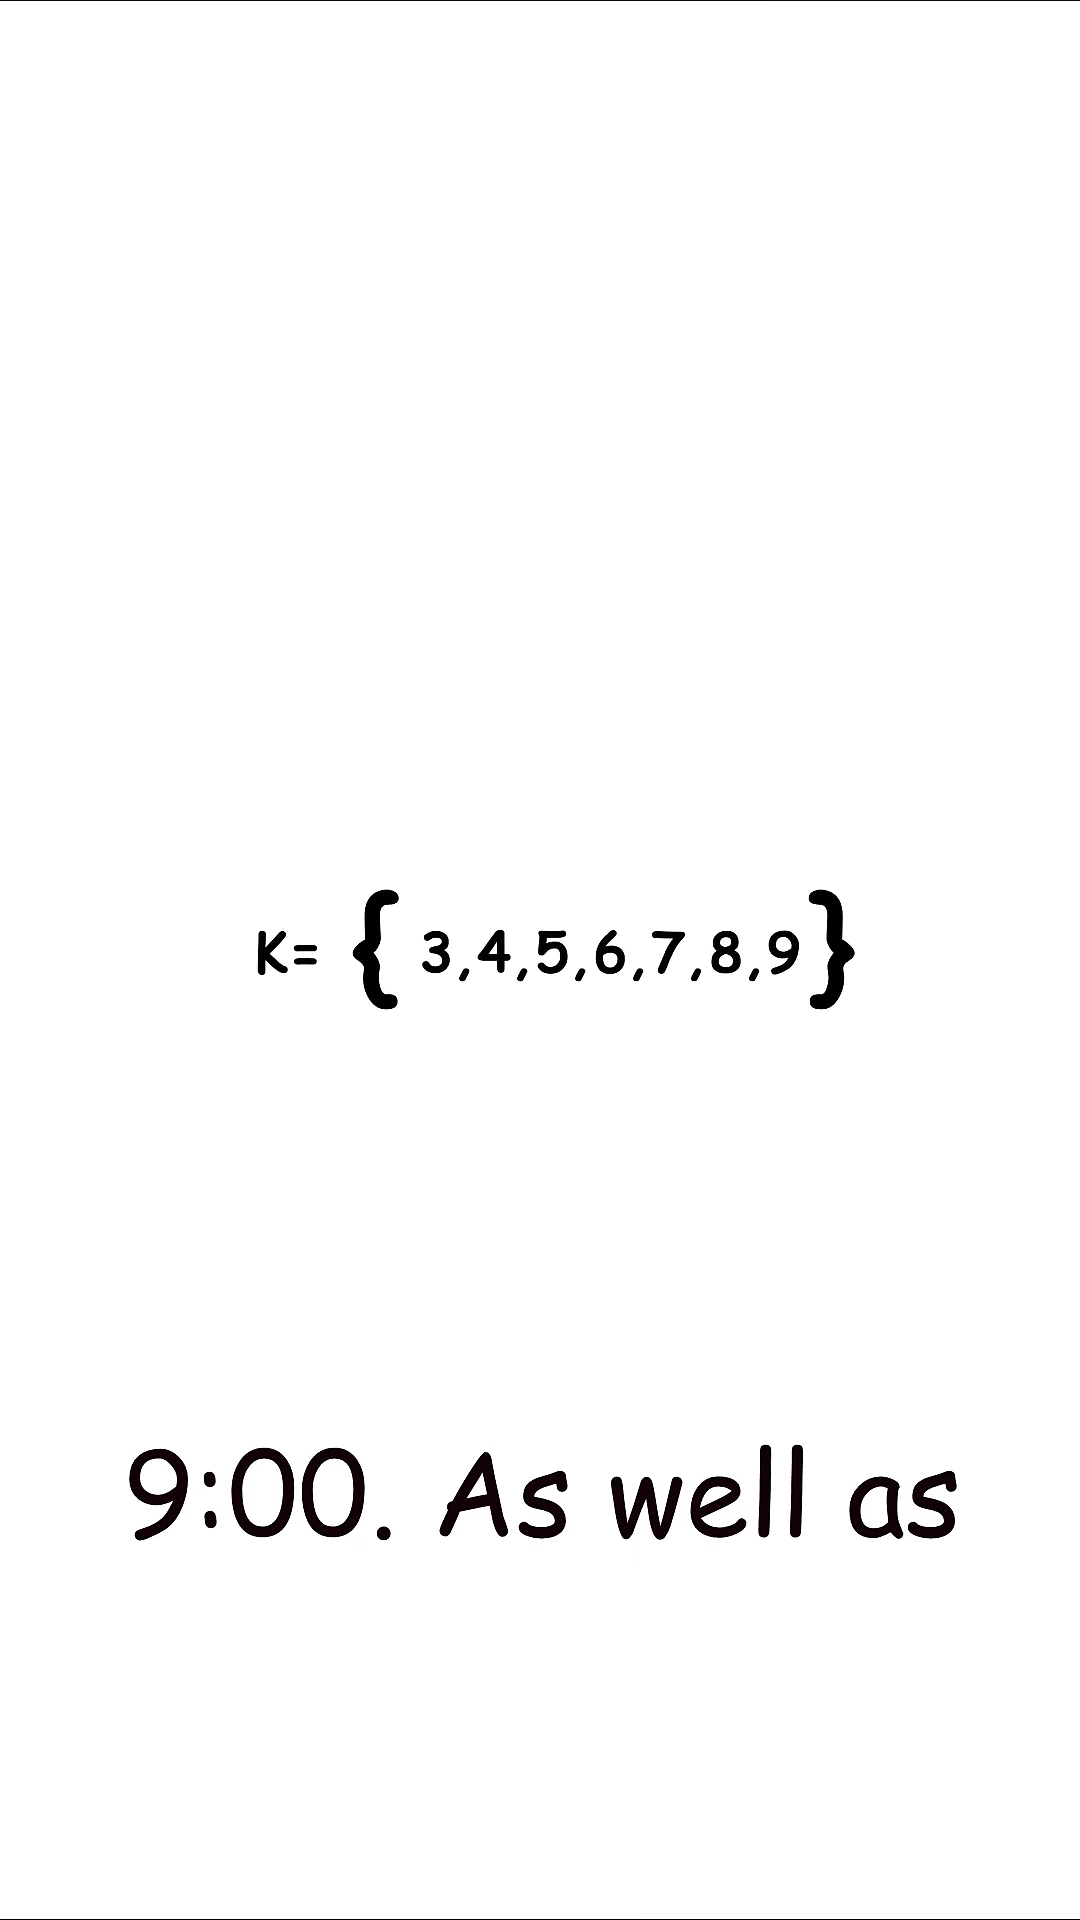 K= { 3,4,5,6,7,8,9 }
9:00. As well as